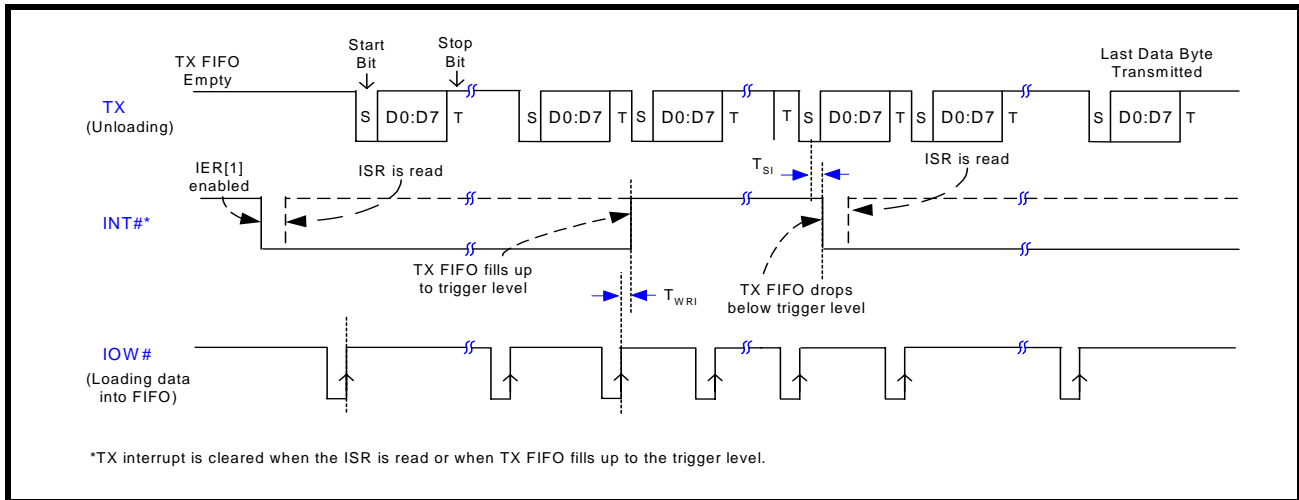 Start
Bit
Stop
Bit
TX FIFO
Empty
Last Data Byte
Transmitted
TX
(Unloading)
S D0:D7 T S D0:D7 T S D0:D7 T T S D0:D7 T S D0:D7 T S D0:D7 T
IER[1]
enabled
ISR is read
TSI
ISR is read
INT#*
TX FIFO fills up
to trigger level
TWRI
TX FIFO drops
below trigger level
IOW#
(Loading data
into FIFO)
*TX interrupt is cleared when the ISR is read or when TX FIFO fills up to the trigger level.